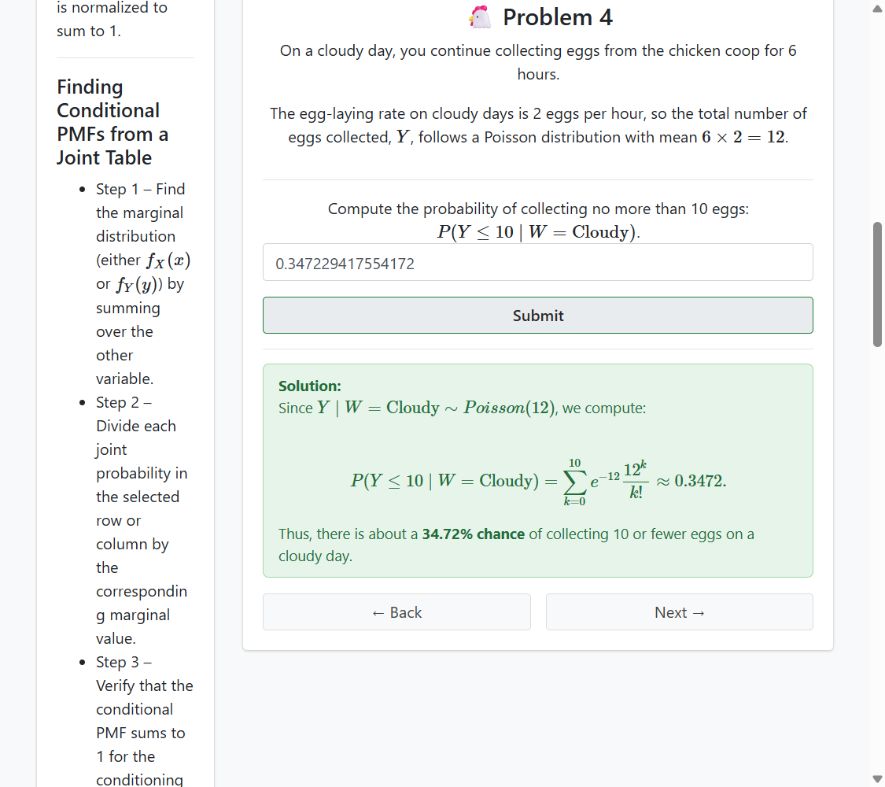 is normalized to
sum to 1.
Finding
Conditional
PMFs from a
Joint Table
• Step 1 – Find
the marginal
distribution
(either f_X(x)
or f_Y(y)) by
summing
over the
other
variable.
• Step 2 –
Divide each
joint
probability in
the selected
row or
column by
the
correspondin
g marginal
value.
• Step 3 –
Verify that the
conditional
PMF sums to
1 for the
conditioning
Problem 4
On a cloudy day, you continue collecting eggs from the chicken coop for 6
hours.
The egg-laying rate on cloudy days is 2 eggs per hour, so the total number of
eggs collected, Y, follows a Poisson distribution with mean 6 × 2 = 12.
Compute the probability of collecting no more than 10 eggs:
P(Y ≤ 10 | W = Cloudy).
0.347229417554172
Submit
Solution:
Since Y | W = Cloudy ∼ Poisson(12), we compute:
P(Y ≤ 10 | W = Cloudy) = ∑_{k=0}^{10} e^{−12} 12^k / k! ≈ 0.3472.
Thus, there is about a 34.72% chance of collecting 10 or fewer eggs on a
cloudy day.
← Back
Next →